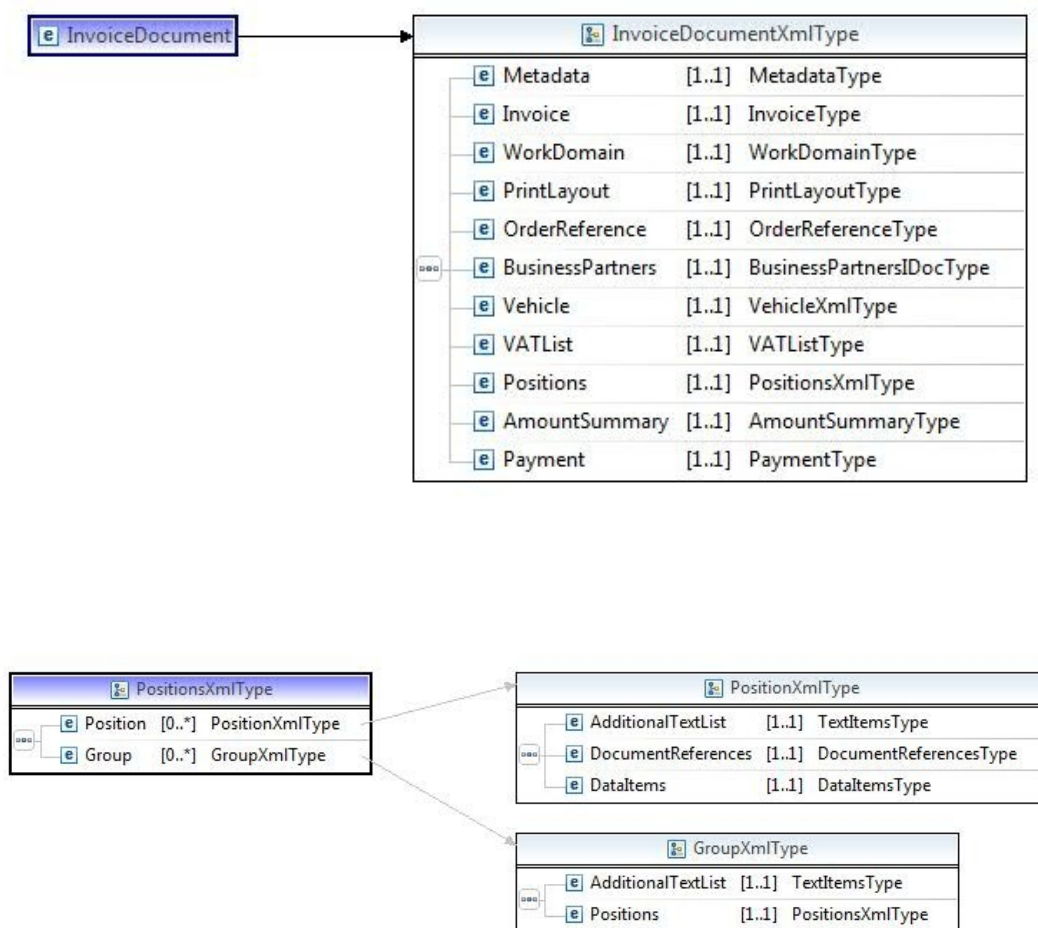 e InvoiceDocument
InvoiceDocumentXmlType
e Metadata [1..1] MetadataType
e Invoice [1..1] InvoiceType
e WorkDomain [1..1] WorkDomainType
e PrintLayout [1..1] PrintLayoutType
e OrderReference [1..1] OrderReferenceType
e BusinessPartners [1..1] BusinessPartnersIDocType
e Vehicle [1..1] VehicleXmlType
e VATList [1..1] VATListType
e Positions [1..1] PositionsXmlType
e AmountSummary [1..1] AmountSummaryType
e Payment [1..1] PaymentType
PositionsXmlType
e Position [0..*] PositionXmlType
e Group [0..*] GroupXmlType
PositionXmlType
e AdditionalTextList [1..1] TextItemsType
e DocumentReferences [1..1] DocumentReferencesType
e DataItems [1..1] DataItemsType
GroupXmlType
e AdditionalTextList [1..1] TextItemsType
e Positions [1..1] PositionsXmlType